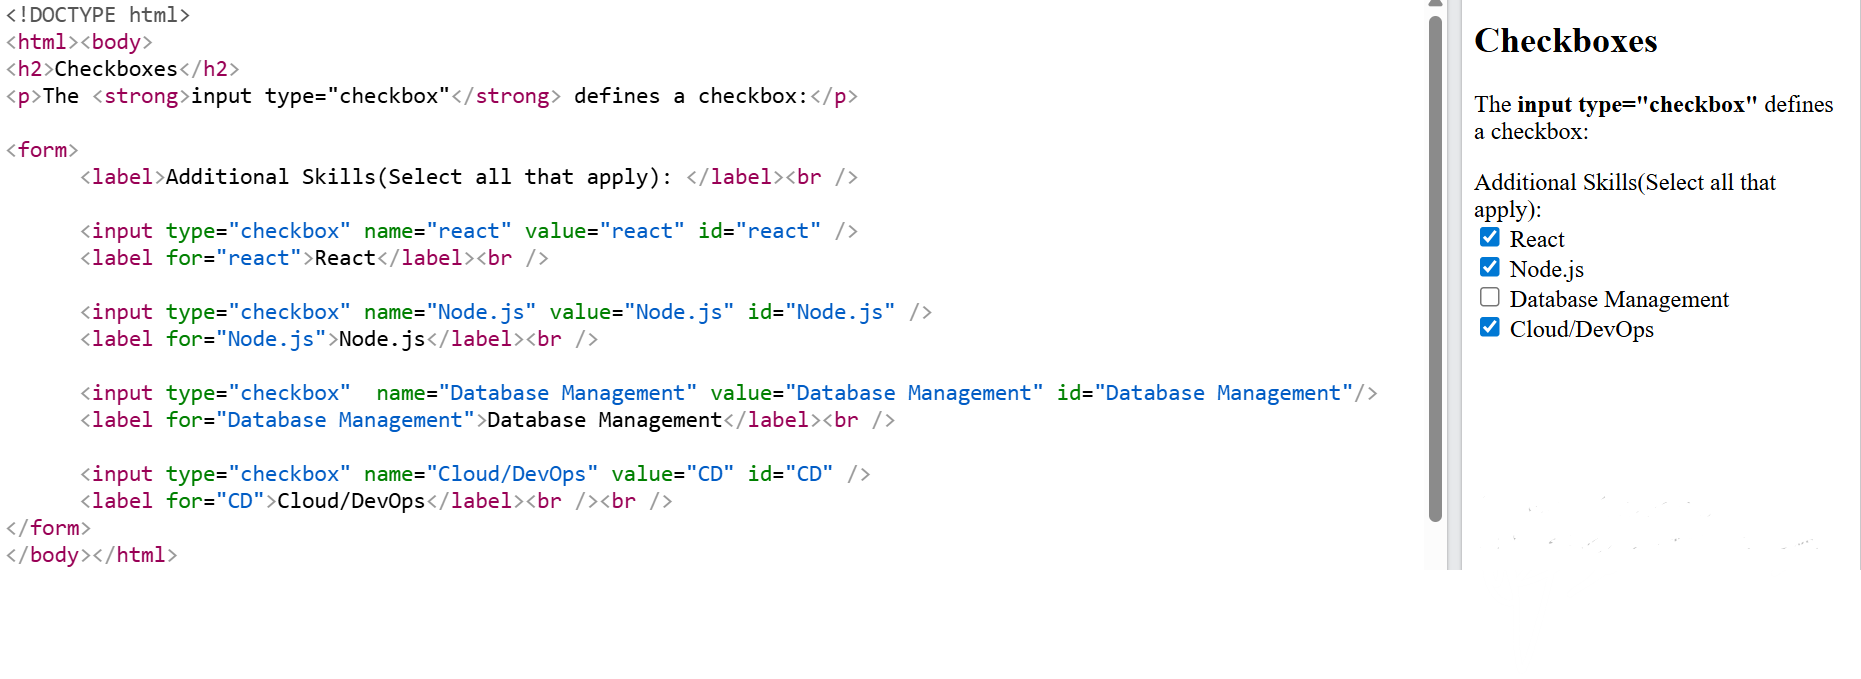 <!DOCTYPE html>
<html><body>
<h2>Checkboxes</h2>
<p>The <strong>input type="checkbox"</strong> defines a checkbox:</p>
<form>
<label>Additional Skills(Select all that apply): </label><br />
<input type="checkbox" name="react" value="react" id="react" />
<label for="react">React</label><br />
<input type="checkbox" name="Node.js" value="Node.js" id="Node.js" />
<label for="Node.js">Node.js</label><br />
<input type="checkbox"  name="Database Management" value="Database Management" id="Database Management"/>
<label for="Database Management">Database Management</label><br />
<input type="checkbox" name="Cloud/DevOps" value="CD" id="CD" />
<label for="CD">Cloud/DevOps</label><br /><br />
</form>
</body></html>
Checkboxes
The input type="checkbox" defines
a checkbox:
Additional Skills(Select all that
apply):
React
Node.js
Database Management
Cloud/DevOps